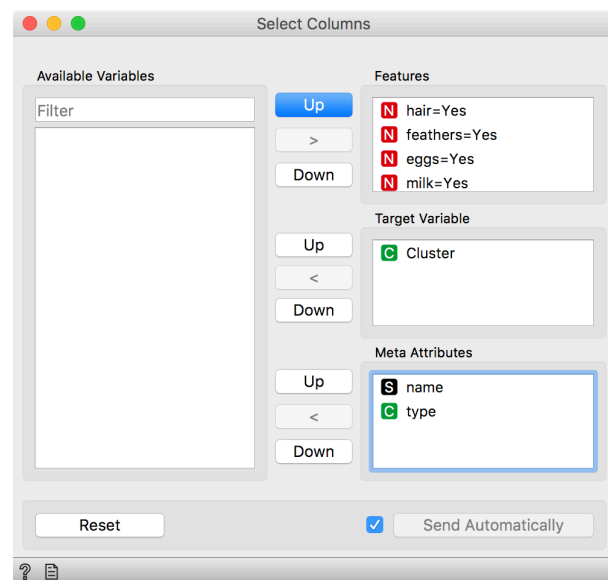 Select Columns
Available Variables
Filter
Up
>
Down
Features
N hair=Yes
N feathers=Yes
N eggs=Yes
N milk=Yes
Up
<
Down
Target Variable
C Cluster
Up
<
Down
Meta Attributes
S name
C type
Reset
Send Automatically
?